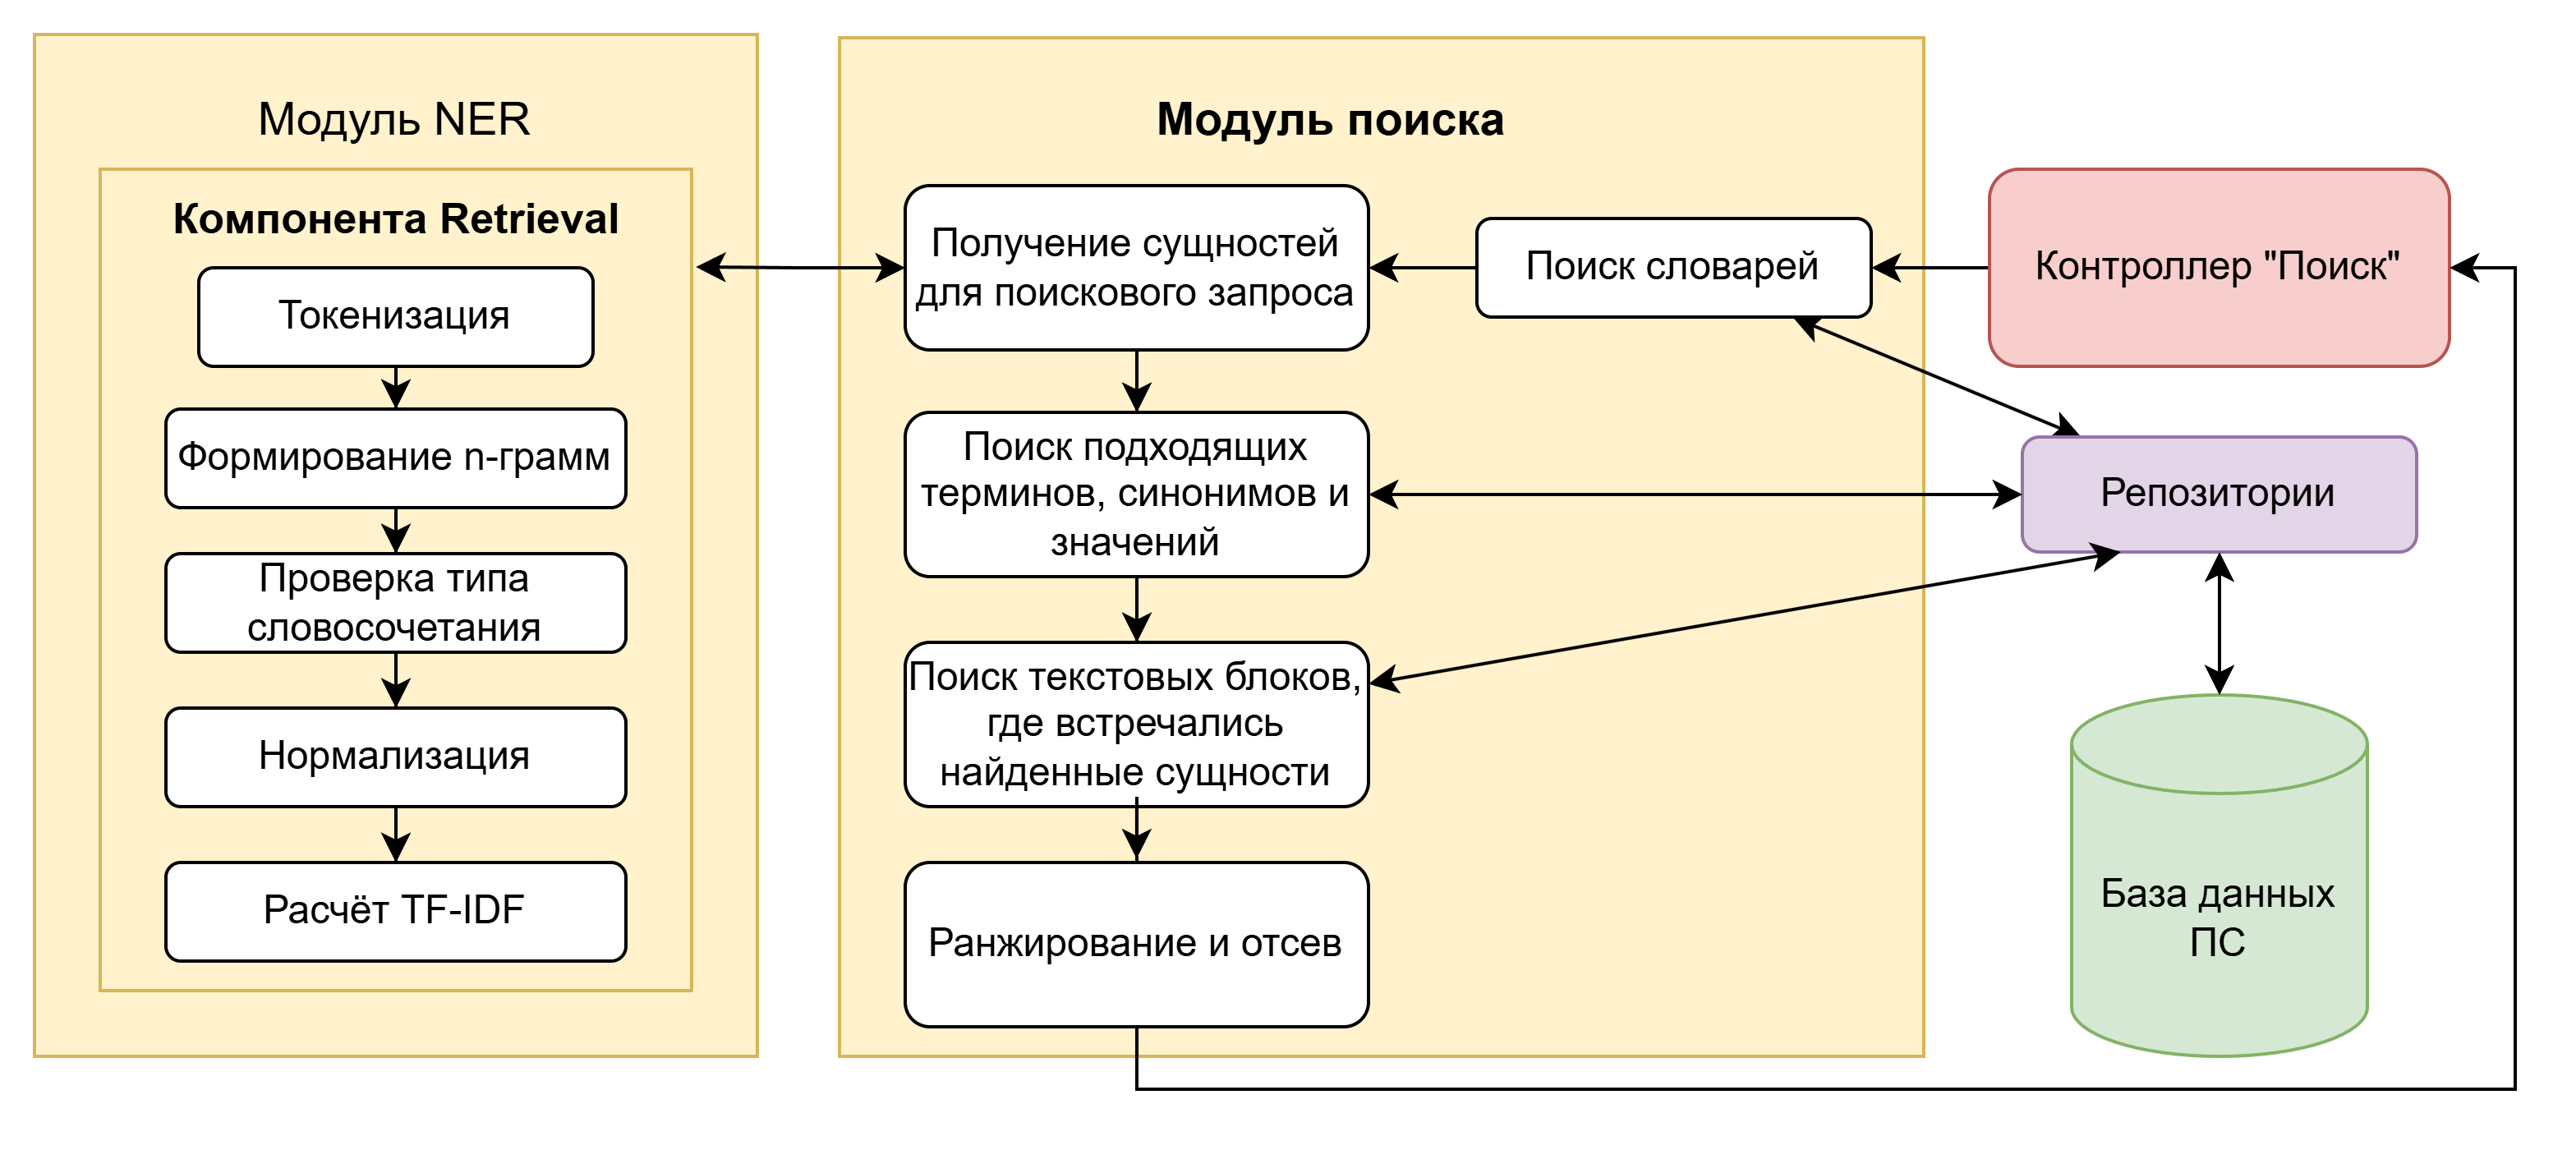 Модуль NER
Компонента Retrieval
Токенизация
Формирование n-грамм
Проверка типа
словосочетания
Нормализация
Расчёт TF-IDF
Модуль поиска
Получение сущностей
для поискового запроса
Поиск словарей
Поиск подходящих
терминов, синонимов и
значений
Поиск текстовых блоков,
где встречались
найденные сущности
Ранжирование и отсев
Контроллер "Поиск"
Репозитории
База данных
ПС